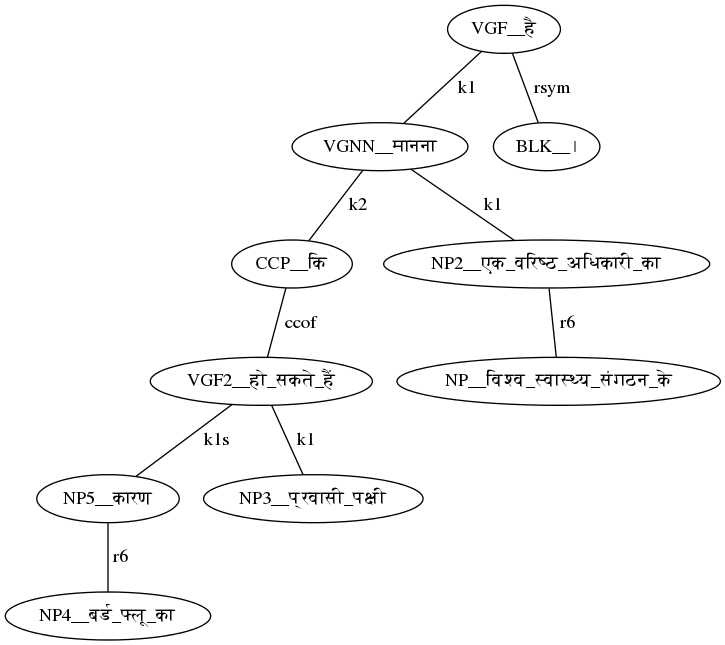 VGF__है
k1
rsym
VGNN__मानना
BLK__।
k2
k1
CCP__कि
NP2__एक_वरिष्ठ_अधिकारी_का
ccof
r6
VGF2__हो_सकते_हैं
NP__विश्व_स्वास्थ्य_संगठन_के
k1s
k1
NP5__कारण
NP3__प्रवासी_पक्षी
r6
NP4__बर्ड_फ्लू_का